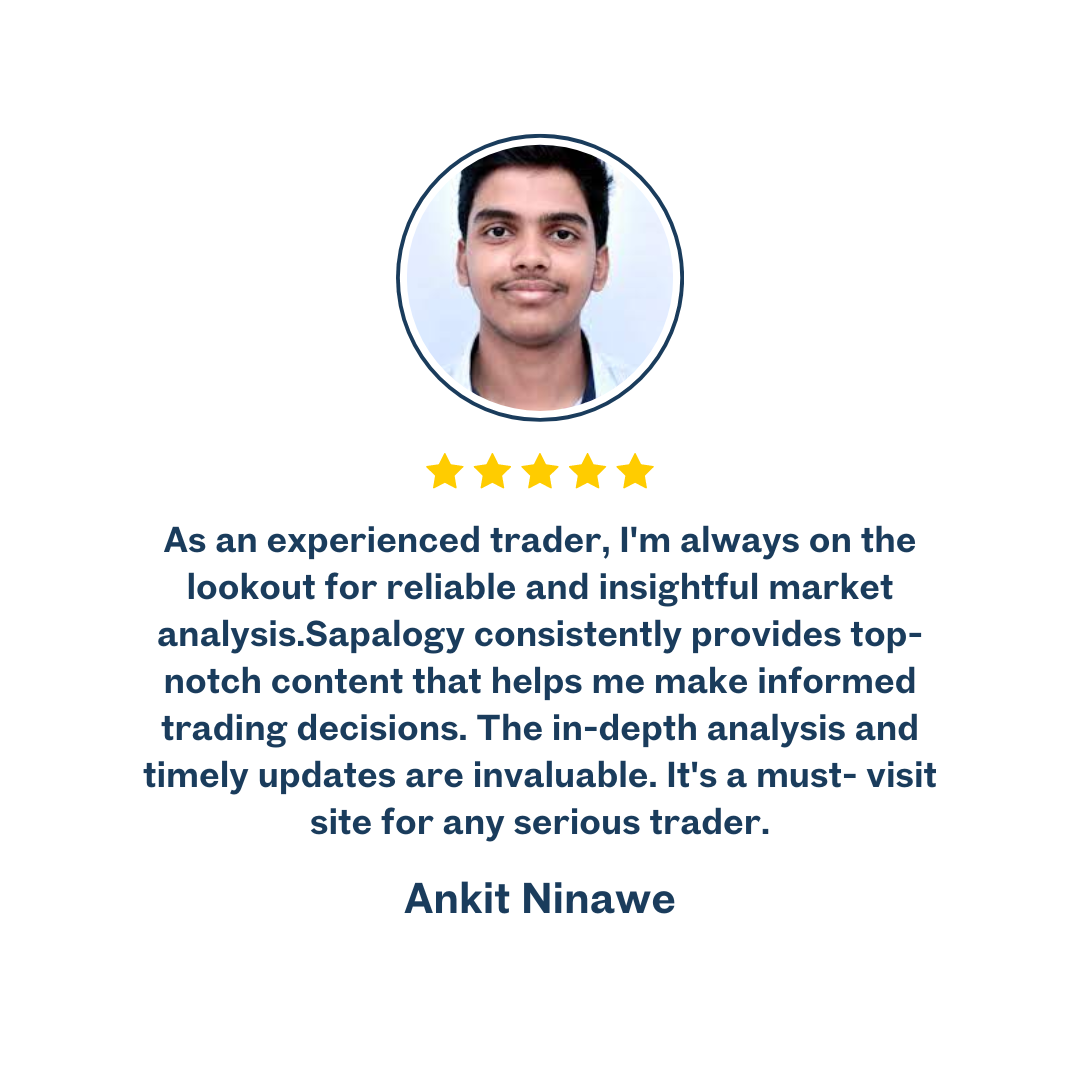 As an experienced trader, I'm always on the
lookout for reliable and insightful market
analysis.Sapalogy consistently provides top-
notch content that helps me make informed
trading decisions. The in-depth analysis and
timely updates are invaluable. It's a must- visit
site for any serious trader.
Ankit Ninawe